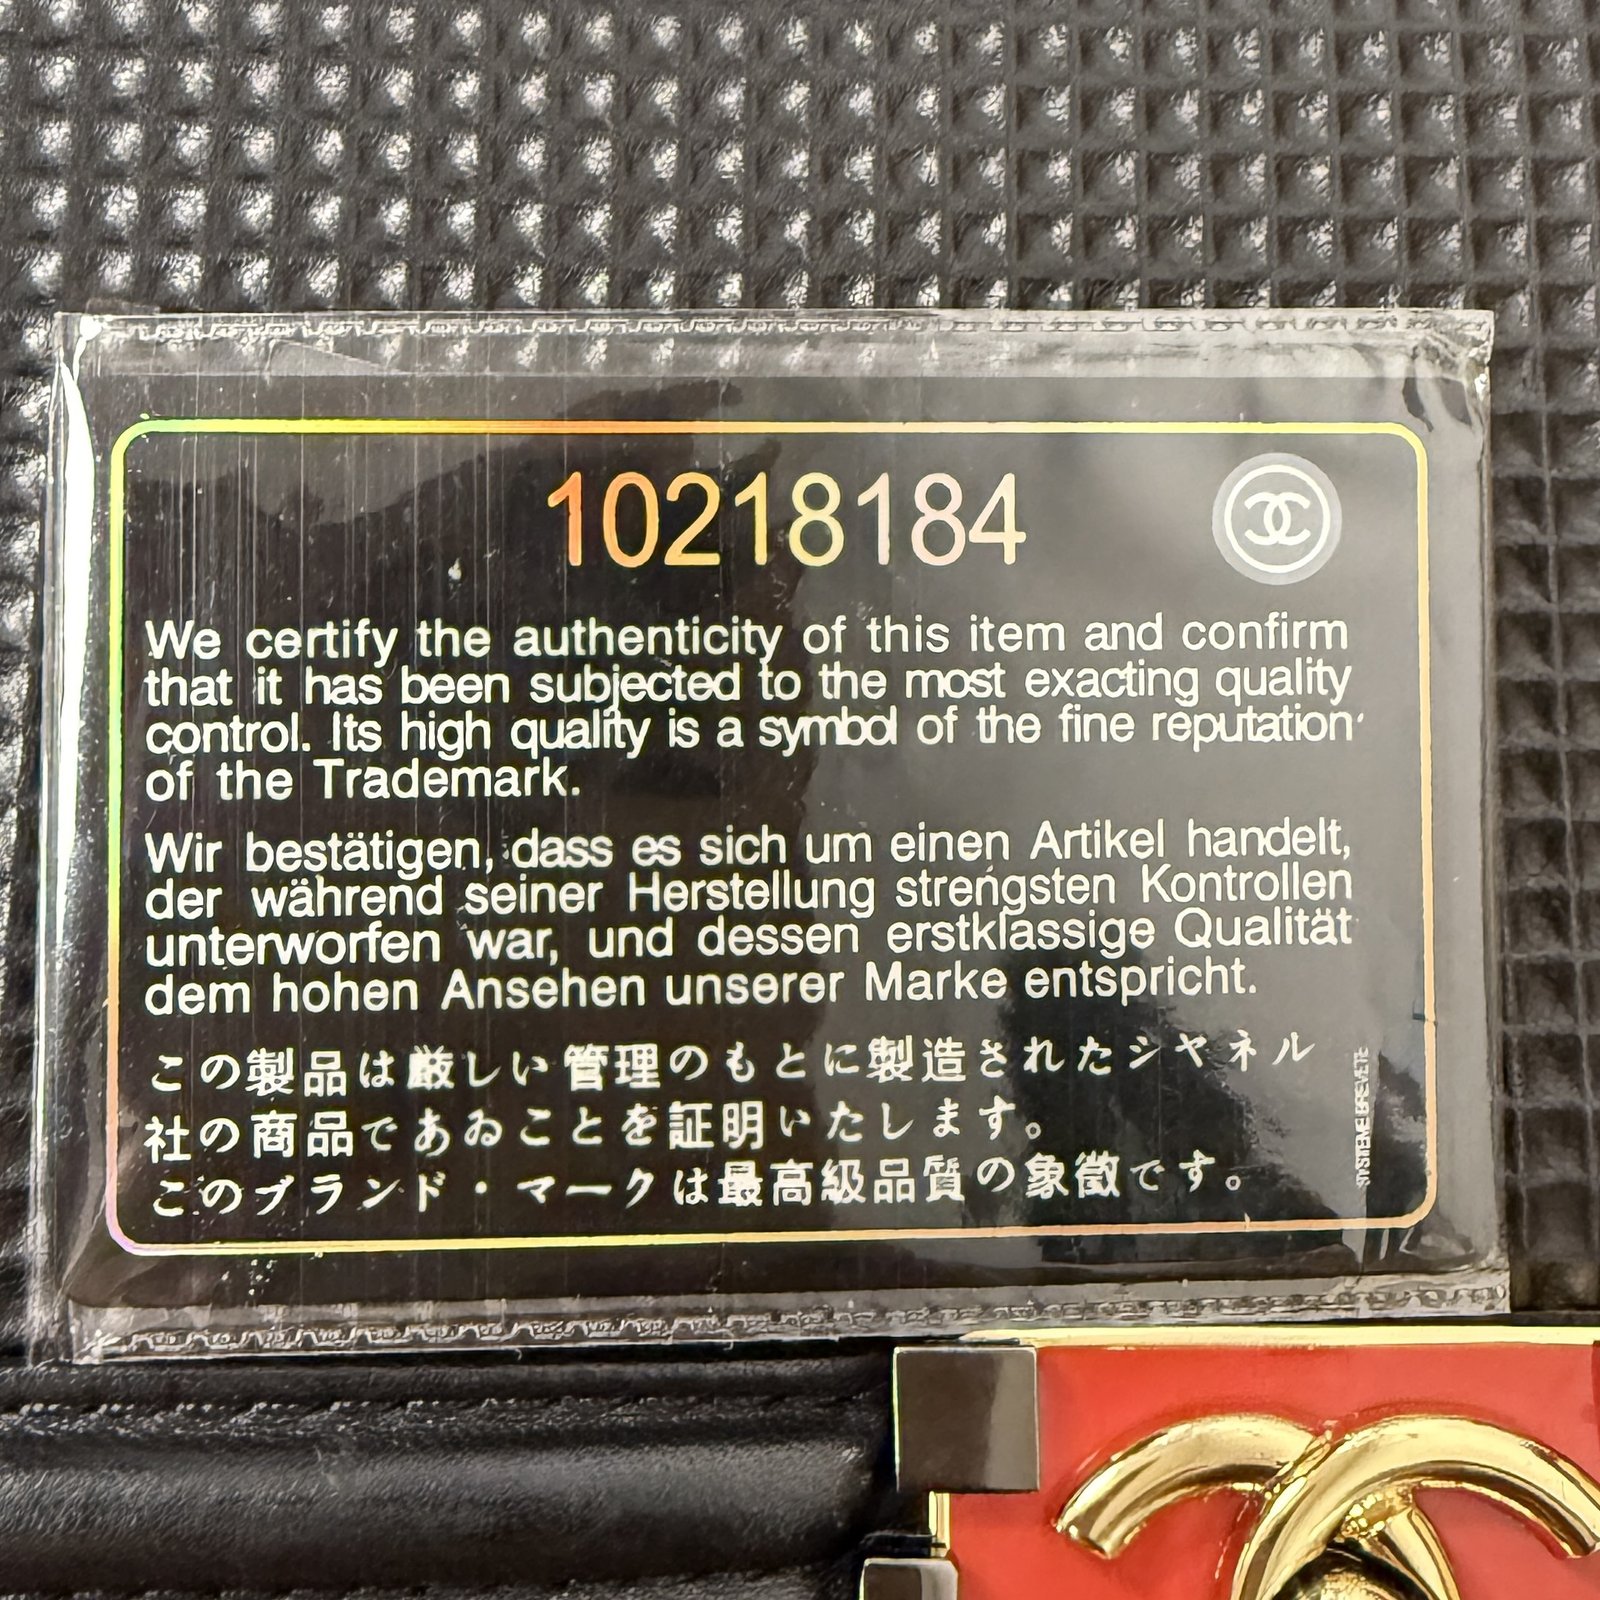 10218184
We certify the authenticity of this item and confirm
that it has been subjected to the most exacting quality
control. Its high quality is a symbol of the fine reputation
of the Trademark.
Wir bestätigen, dass es sich um einen Artikel handelt,
der während seiner Herstellung strengsten Kontrollen
unterworfen war, und dessen erstklassige Qualität
dem hohen Ansehen unserer Marke entspricht.
この製品は厳しい管理のもとに製造されたシヤネル
社の商品であゐことを証明いたします。
このブランド・マークは最高級品質の象徴です。
SYSTEME BREVETE